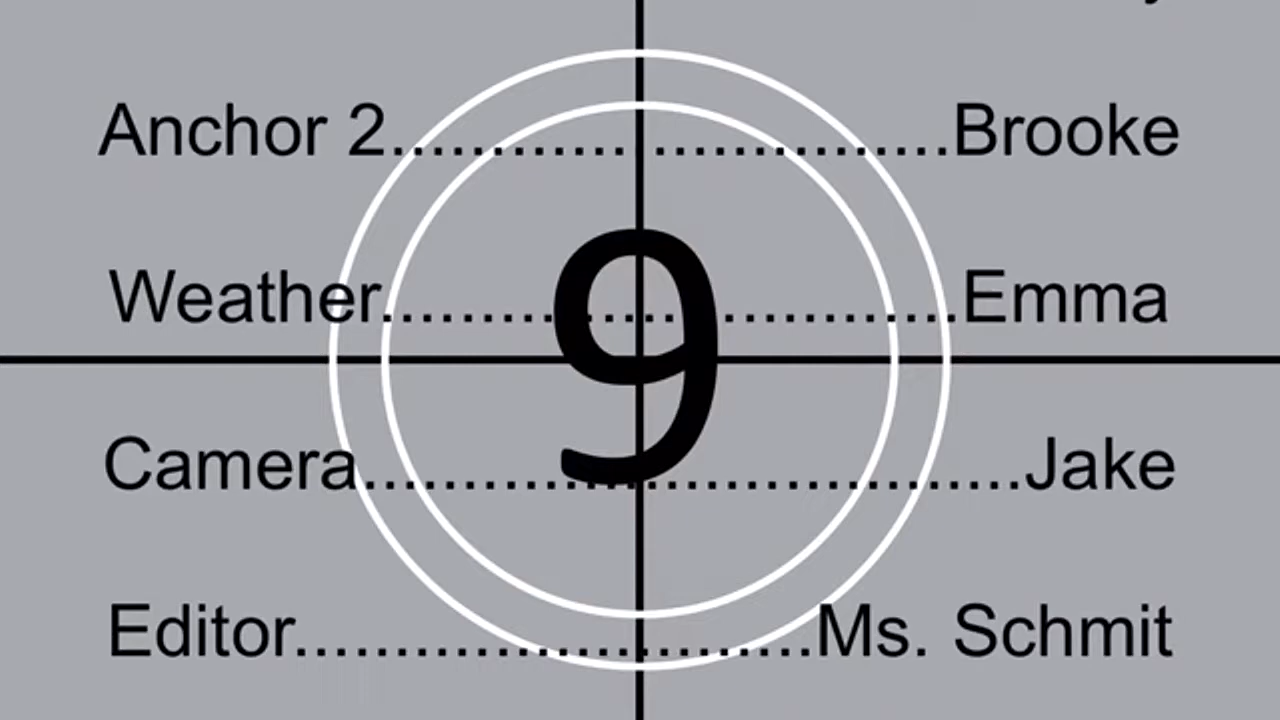 Anchor 2..............................Brooke
Weather..............................Emma
9
Camera..................................Jake
Editor............................Ms. Schmit